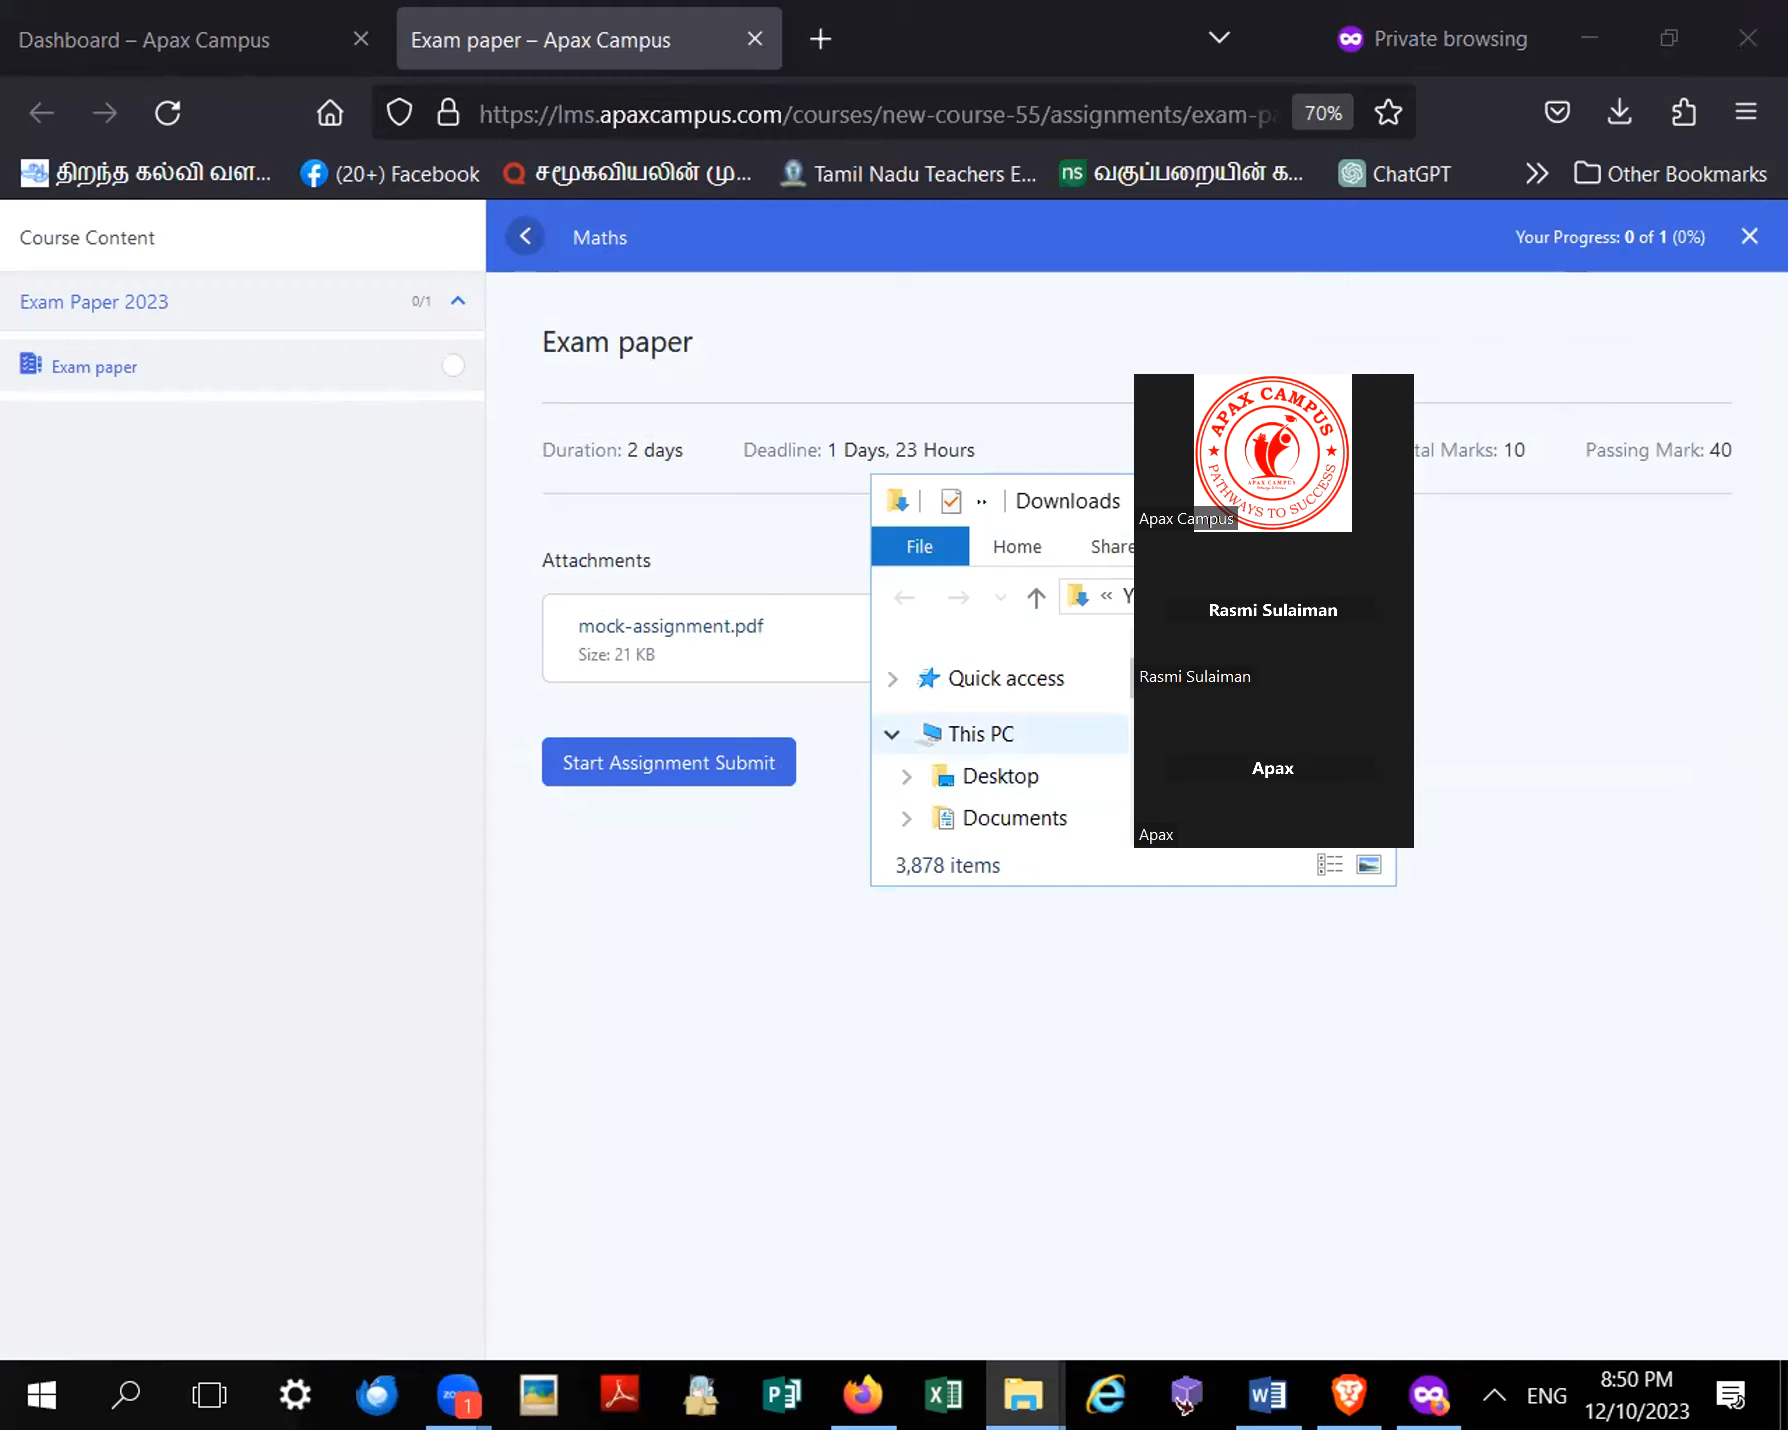 Dashboard – Apax Campus
Exam paper – Apax Campus
Private browsing
https://lms.apaxcampus.com/courses/new-course-55/assignments/exam-pa
70%
திறந்த கல்வி வள...
(20+) Facebook
சமூகவியலின் மு...
Tamil Nadu Teachers E...
ns
வகுப்பறையின் க...
ChatGPT
Other Bookmarks
Course Content
Maths
Your Progress: 0 of 1 (0%)
Exam Paper 2023
0/1
Exam paper
Exam paper
Duration: 2 days
Deadline: 1 Days, 23 Hours
tal Marks: 10
Passing Mark: 40
Attachments
mock-assignment.pdf
Size: 21 KB
Start Assignment Submit
Downloads
File
Home
Share
« Y
Quick access
This PC
Desktop
Documents
3,878 items
APAX CAMPUS
APAX CAMPUS
PATHWAYS TO SUCCESS
Apax Campus
Rasmi Sulaiman
Rasmi Sulaiman
Apax
Apax
1
ENG
8:50 PM
12/10/2023